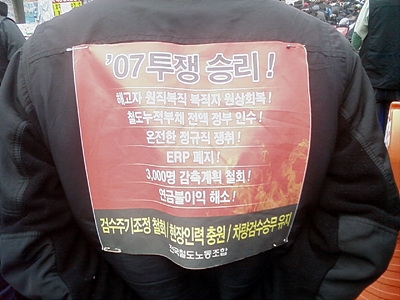 '07 투쟁 승리 !
해고자 원직복직 복직자 원상회복 !
철도누적부채 전액 정부 인수 !
온전한 정규직 쟁취 !
ERP 폐지 !
3,000명 감축계획 철회 !
연금불이익 해소 !
검수주기조정 철회/현장인력 충원/차량검수승무 유지
전국철도노동조합